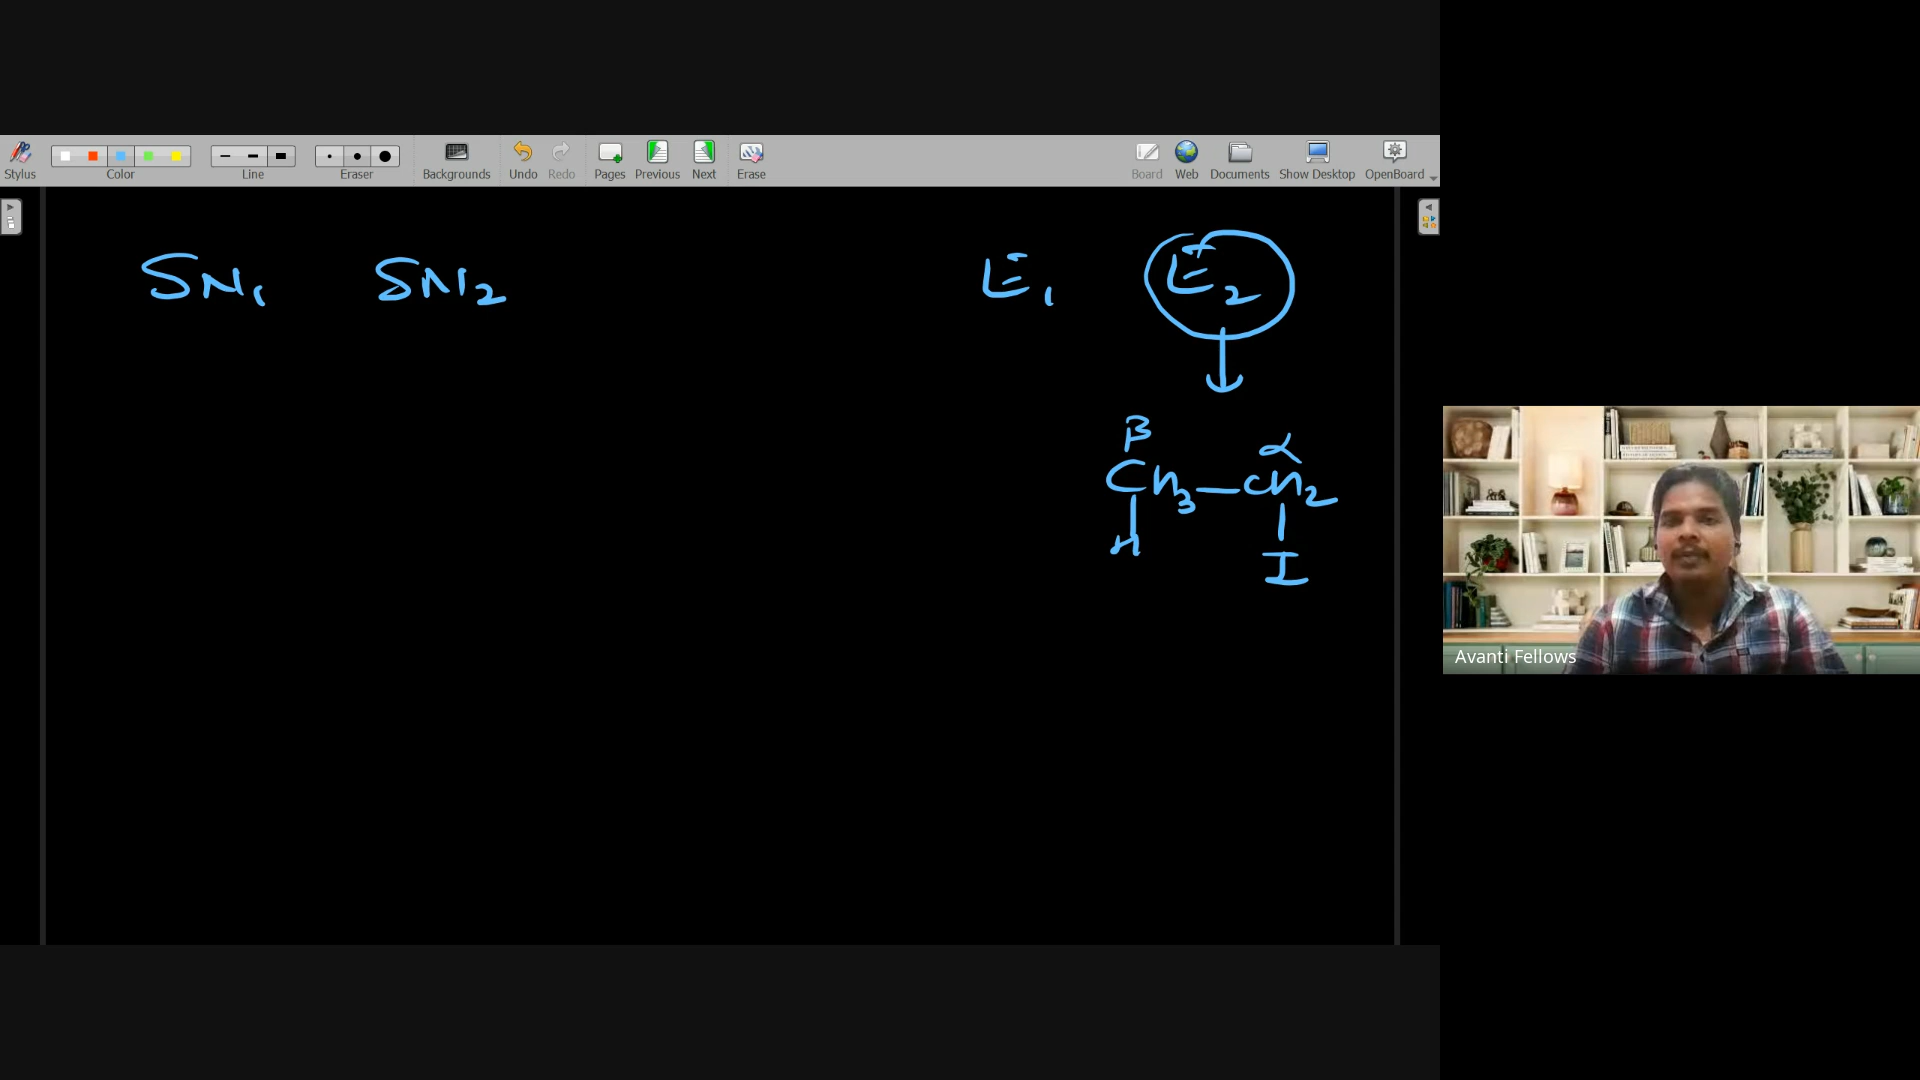 Stylus Color Line Eraser Backgrounds Undo Redo Pages Previous Next Erase Board Web Documents Show Desktop OpenBoard
SN1 SN2 E1 E2
β α
CH3—CH2
H I
Avanti Fellows